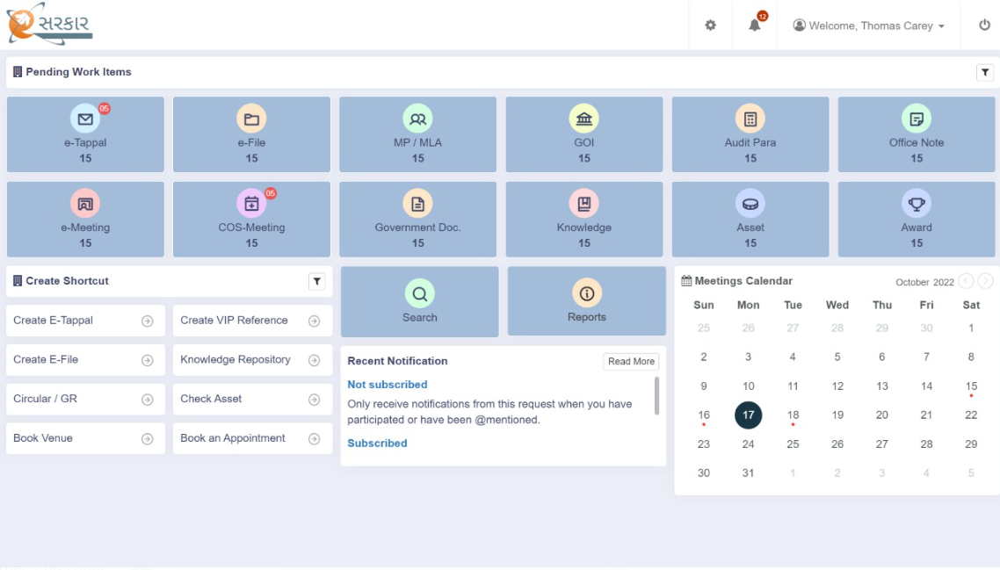 સરકાર
12
Welcome, Thomas Carey
Pending Work Items
05
e-Tappal
15
e-File
15
MP / MLA
15
GOI
15
Audit Para
15
Office Note
15
e-Meeting
15
05
COS-Meeting
15
Government Doc.
15
Knowledge
15
Asset
15
Award
15
Create Shortcut
Create E-Tappal
Create VIP Reference
Create E-File
Knowledge Repository
Circular / GR
Check Asset
Book Venue
Book an Appointment
Search
Reports
Recent Notification
Read More
Not subscribed
Only receive notifications from this request when you have
participated or have been @mentioned.
Subscribed
Meetings Calendar
October 2022
Sun Mon Tue Wed Thu Fri Sat
25 26 27 28 29 30 1
2 3 4 5 6 7 8
9 10 11 12 13 14 15
16 17 18 19 20 21 22
23 24 25 26 27 28 29
30 31 1 2 3 4 5